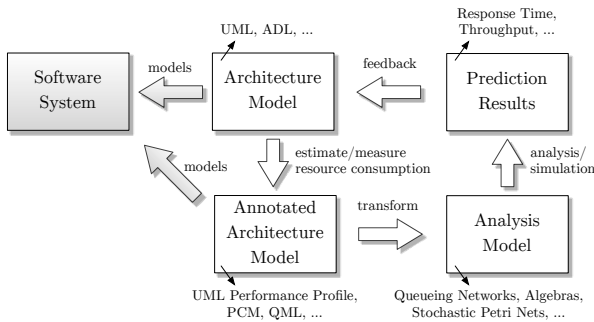 UML, ADL, ...
Response Time,
Throughput, ...
Software
System
models
Architecture
Model
feedback
Prediction
Results
estimate/measure
resource consumption
models
analysis/
simulation
Annotated
Architecture
Model
transform
Analysis
Model
UML Performance Profile,
PCM, QML, ...
Queueing Networks, Algebras,
Stochastic Petri Nets, ...